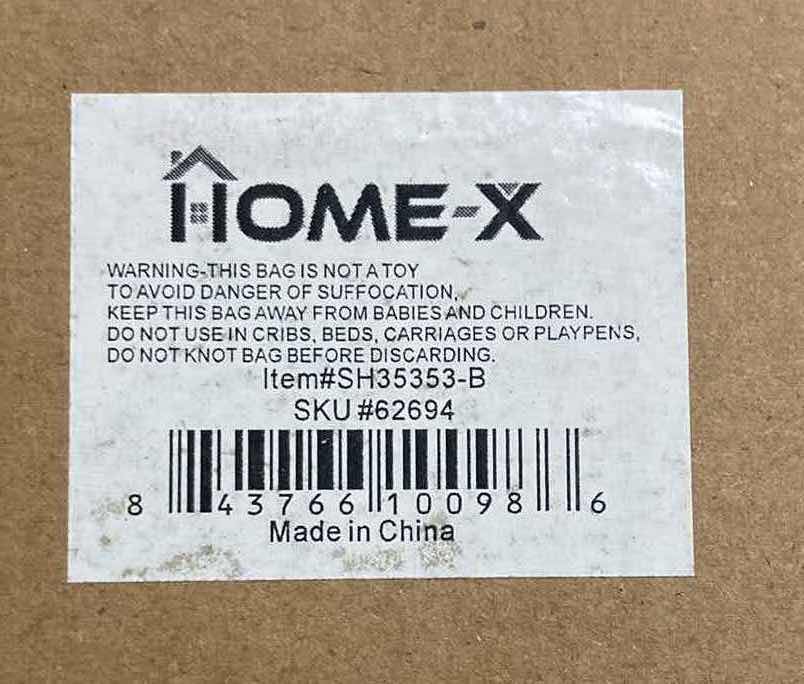 HOME-X
WARNING-THIS BAG IS NOT A TOY
TO AVOID DANGER OF SUFFOCATION,
KEEP THIS BAG AWAY FROM BABIES AND CHILDREN.
DO NOT USE IN CRIBS, BEDS, CARRIAGES OR PLAYPENS,
DO NOT KNOT BAG BEFORE DISCARDING.
Item#SH35353-B
SKU #62694
8 43766 10098 6
Made in China